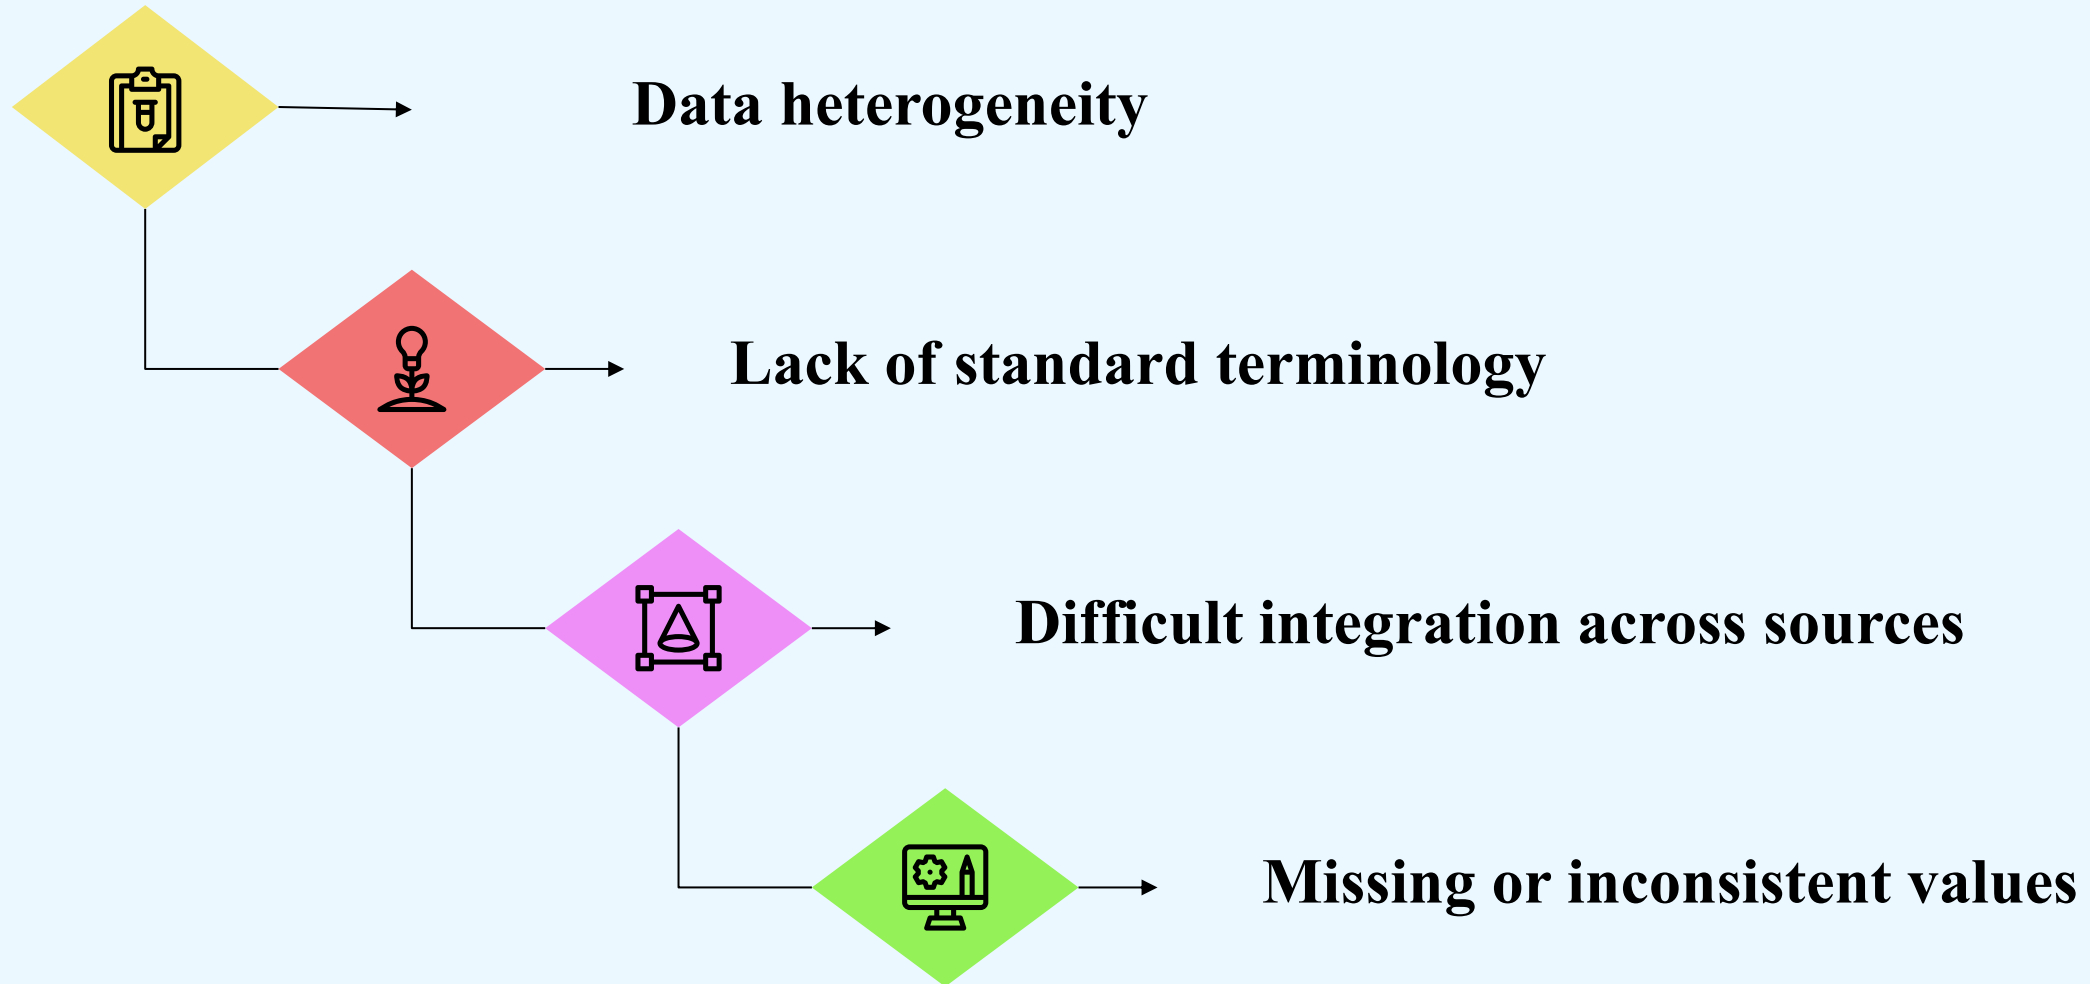 Data heterogeneity
Lack of standard terminology
Difficult integration across sources
Missing or inconsistent values